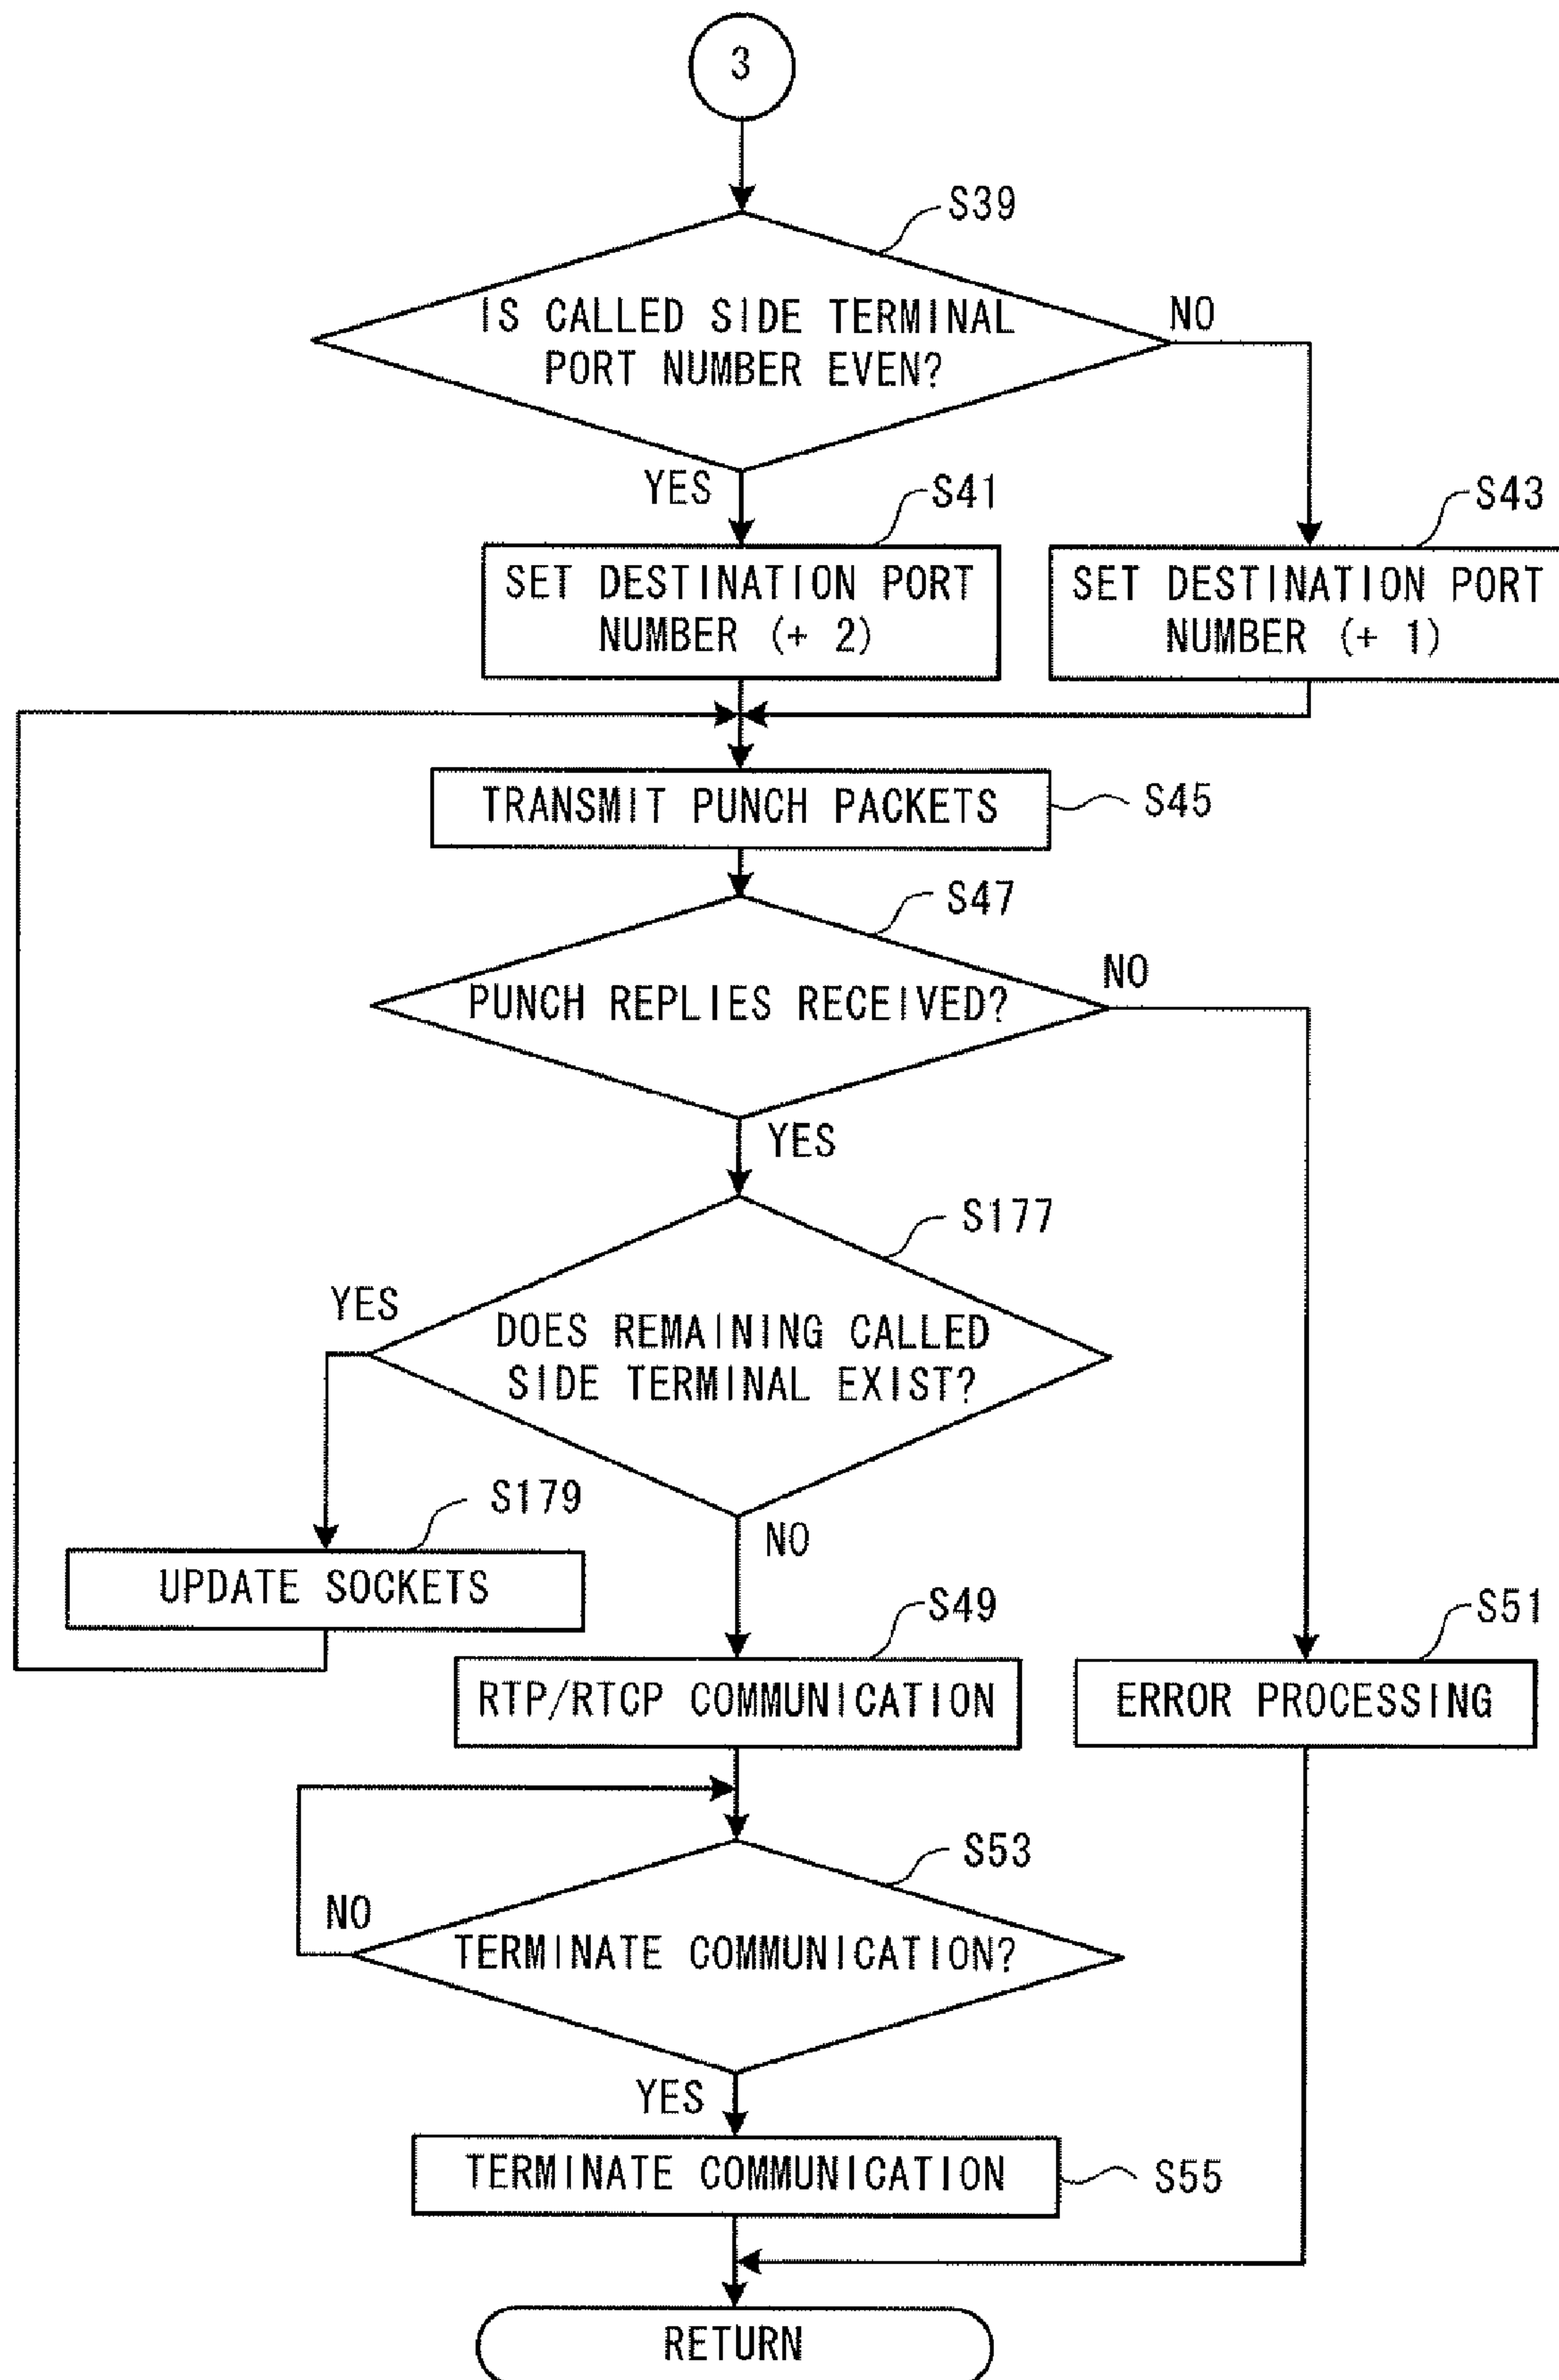 3
S39
IS CALLED SIDE TERMINAL
PORT NUMBER EVEN?
NO
YES
S41
S43
SET DESTINATION PORT
NUMBER (+ 2)
SET DESTINATION PORT
NUMBER (+ 1)
TRANSMIT PUNCH PACKETS
S45
S47
PUNCH REPLIES RECEIVED?
NO
YES
S177
YES
DOES REMAINING CALLED
SIDE TERMINAL EXIST?
S179
NO
UPDATE SOCKETS
S49
S51
RTP/RTCP COMMUNICATION
ERROR PROCESSING
S53
NO
TERMINATE COMMUNICATION?
YES
TERMINATE COMMUNICATION
S55
RETURN